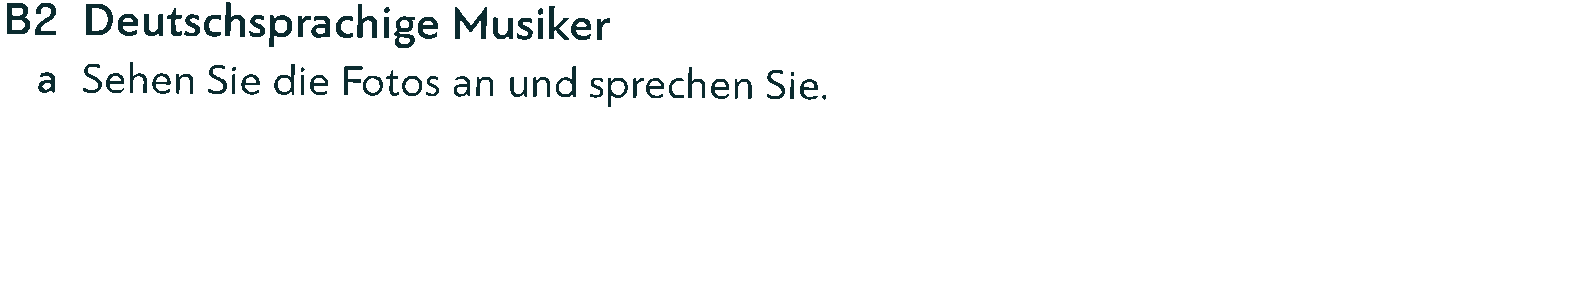 B2 Deutschsprachige Musiker
a Sehen Sie die Fotos an und sprechen Sie.